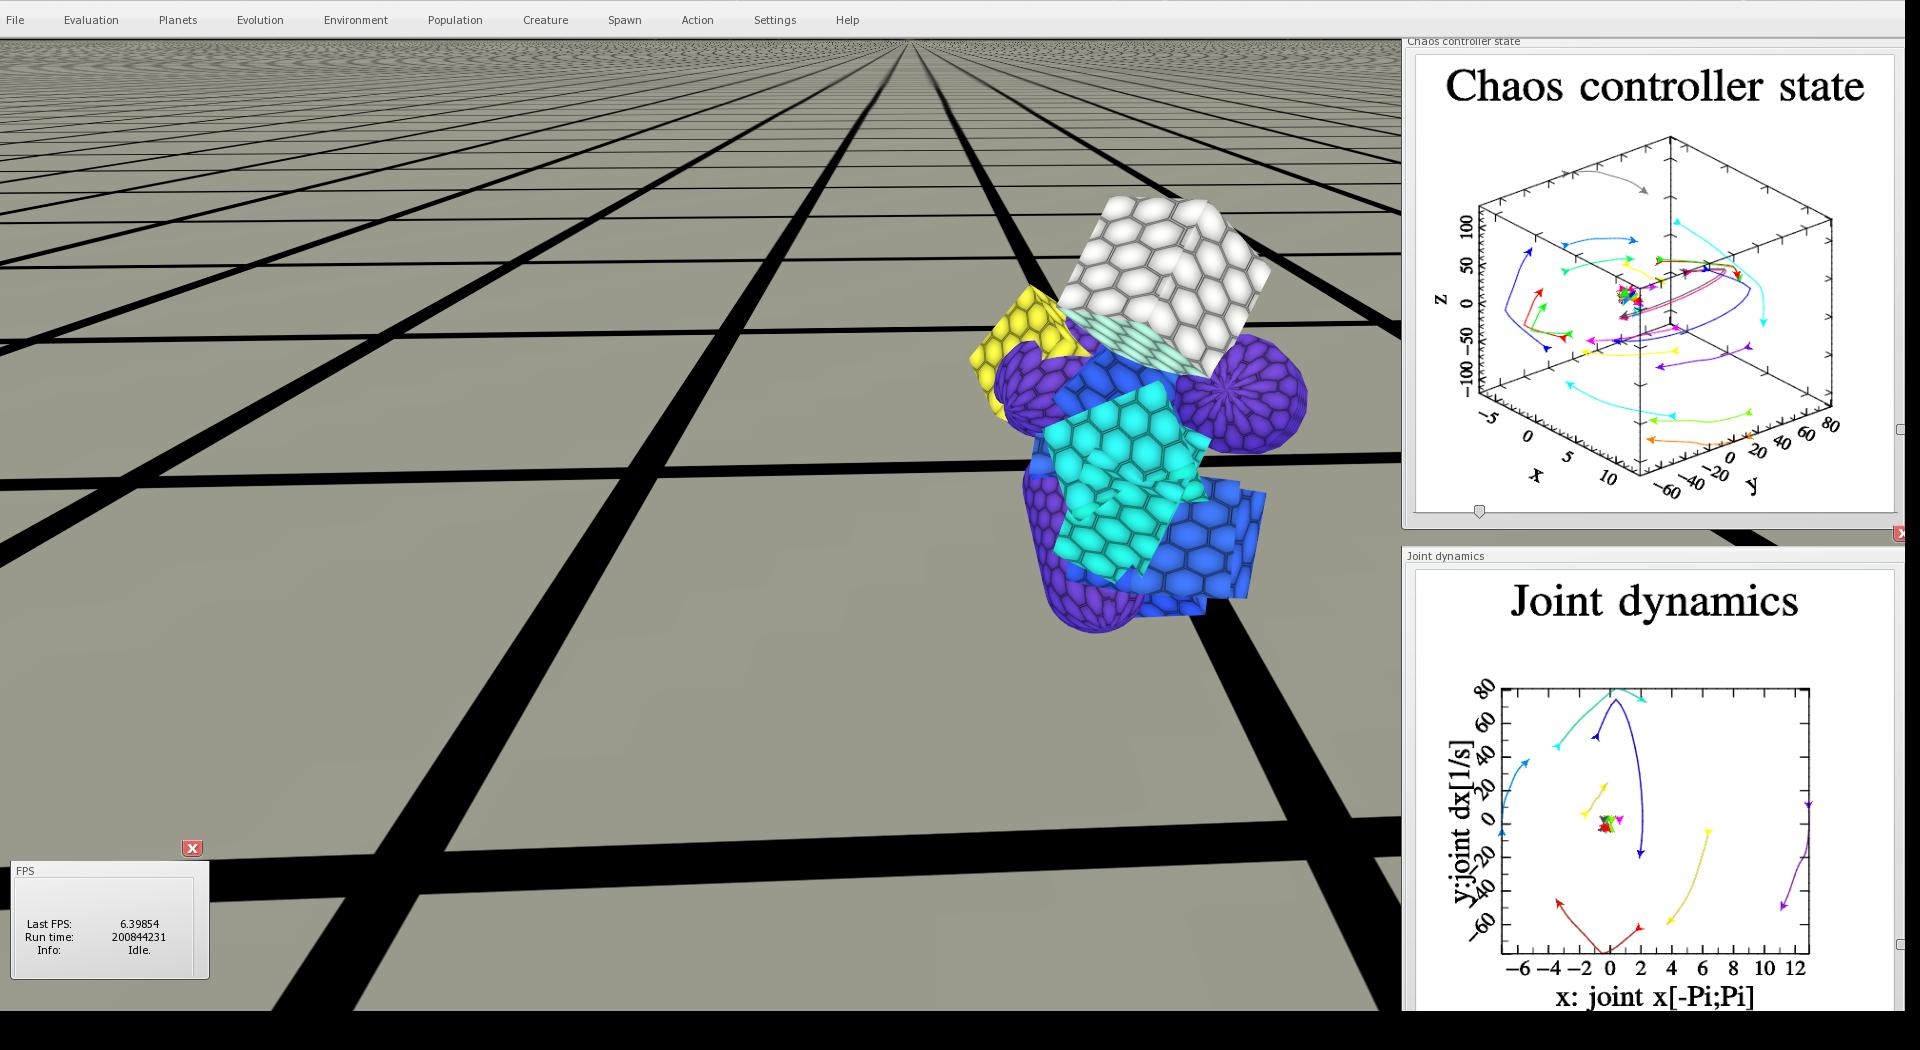 File Evaluation Planets Evolution Environment Population Creature Spawn Action Settings Help
Chaos controller state
Chaos controller state
100
50
0
−50
−100
z
−5
0
5
10
x
−60
−40
−20
0
20
40
60
80
y
Joint dynamics
Joint dynamics
80
60
40
20
0
−20
−40
−60
y:joint dx[1/s]
−6 −4 −2 0 2 4 6 8 10 12
x: joint x[-Pi;Pi]
FPS
Last FPS: 6.39854
Run time: 200844231
Info: Idle.